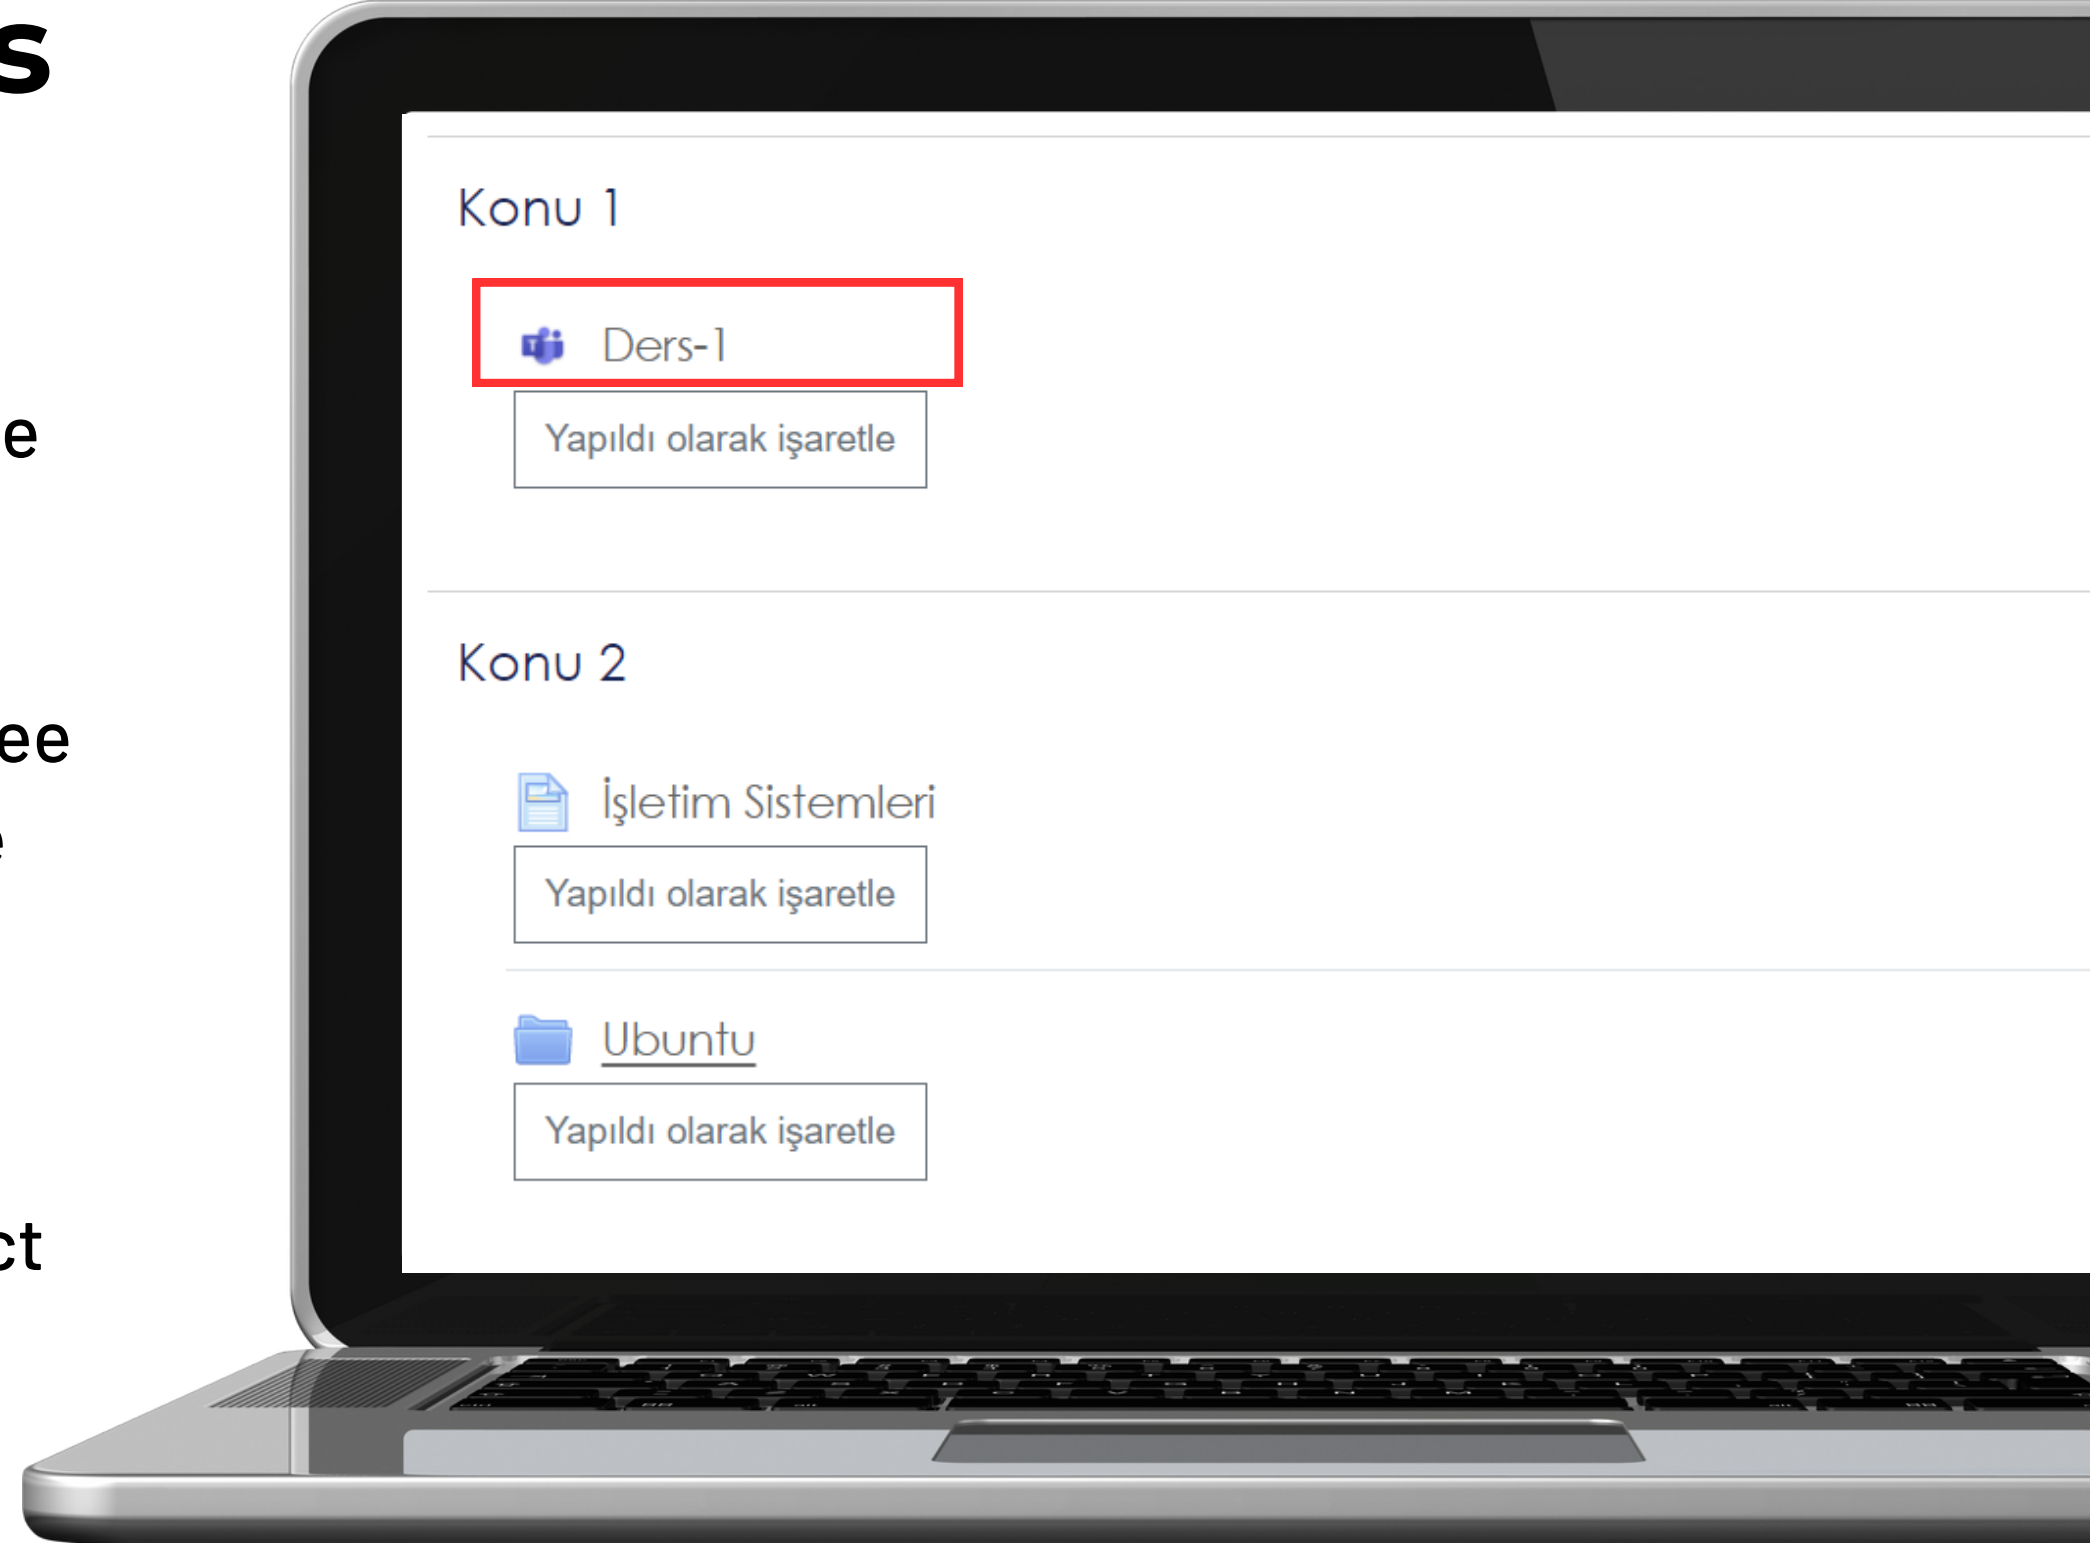 s
e
ee
e
ct
Konu 1
Ders-1
Yapıldı olarak işaretle
Konu 2
İşletim Sistemleri
Yapıldı olarak işaretle
Ubuntu
Yapıldı olarak işaretle